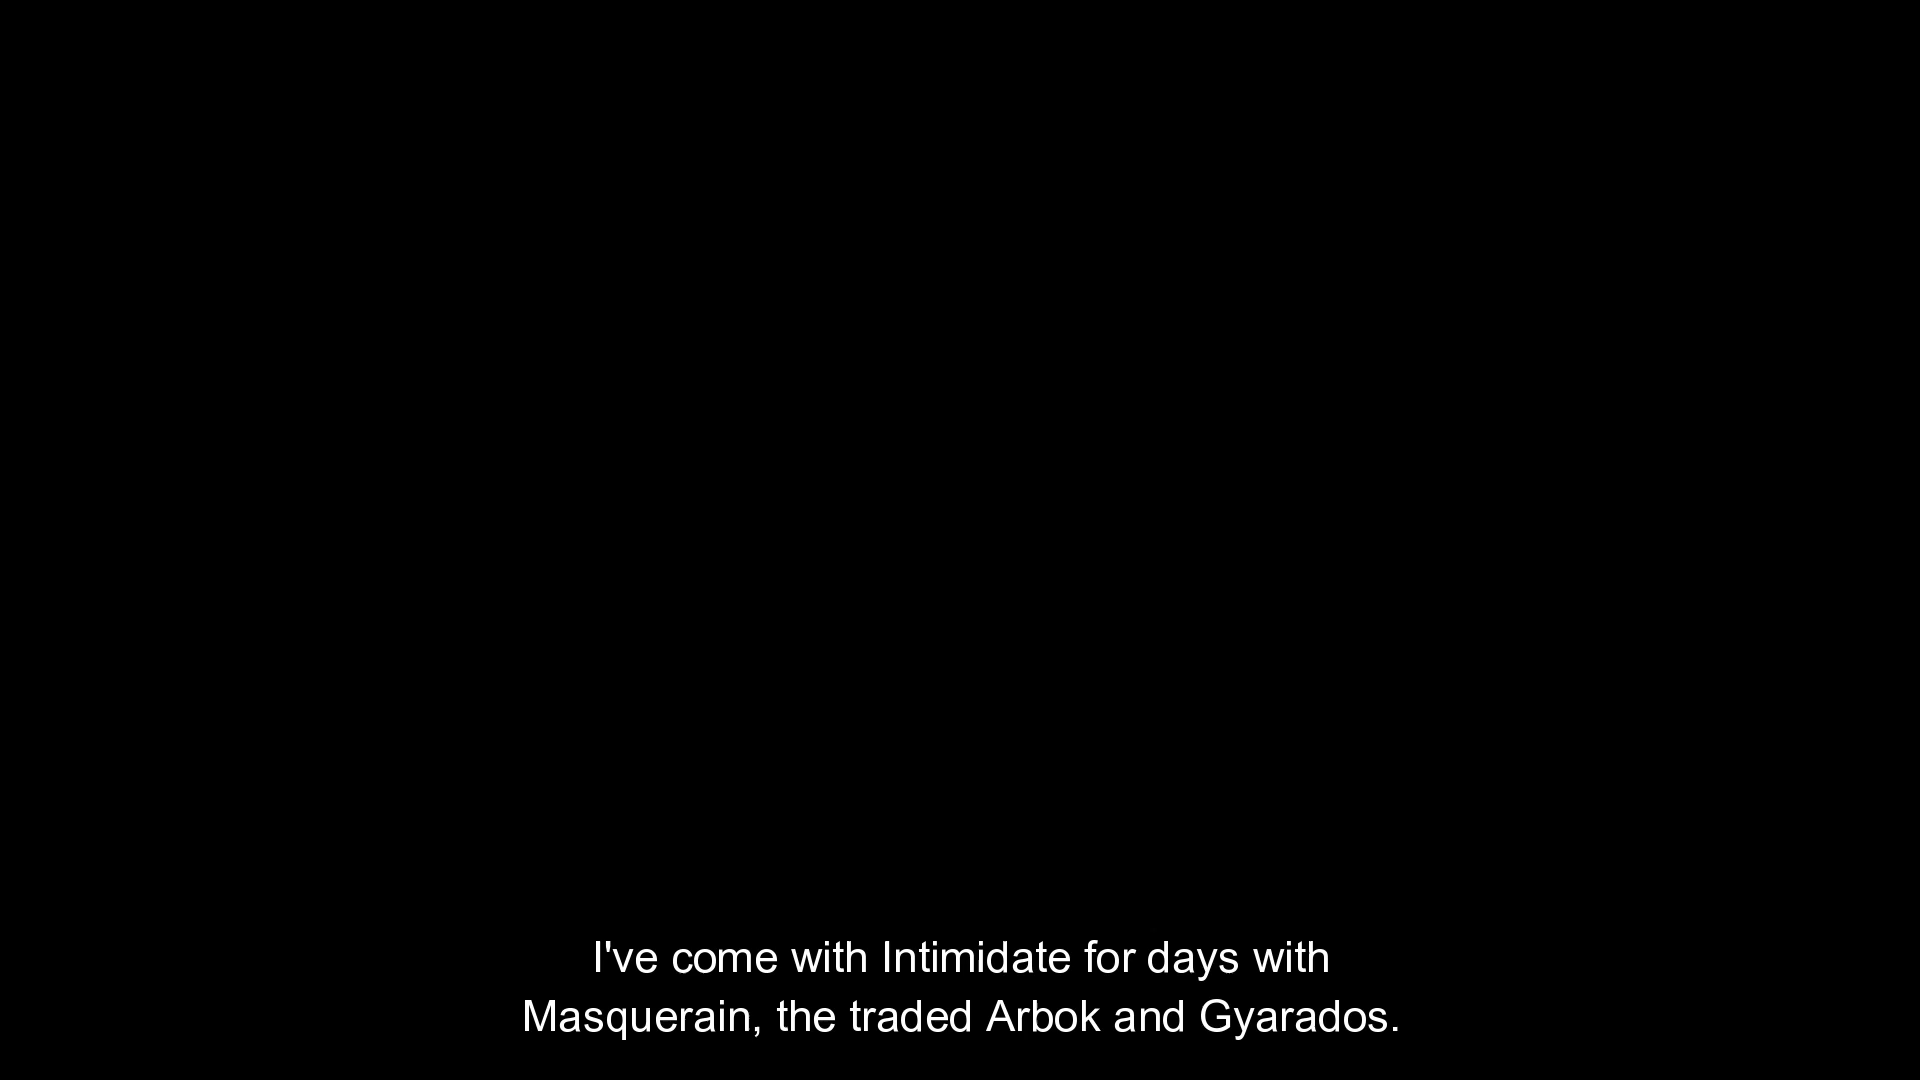 I've come with Intimidate for days with
Masquerain, the traded Arbok and Gyarados.